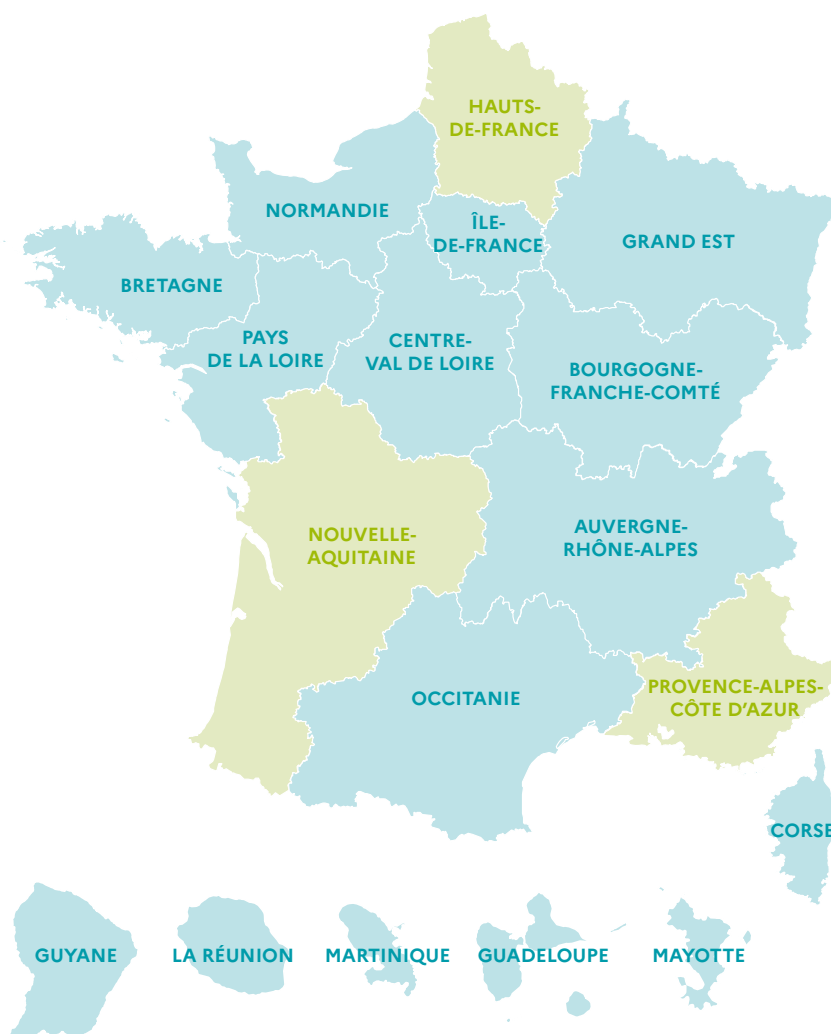 HAUTS-
DE-FRANCE
NORMANDIE
ÎLE-
DE-FRANCE
GRAND EST
BRETAGNE
PAYS
DE LA LOIRE
CENTRE-
VAL DE LOIRE
BOURGOGNE-
FRANCHE-COMTÉ
NOUVELLE-
AQUITAINE
AUVERGNE-
RHÔNE-ALPES
OCCITANIE
PROVENCE-ALPES-
CÔTE D'AZUR
CORSE
GUYANE
LA RÉUNION
MARTINIQUE
GUADELOUPE
MAYOTTE